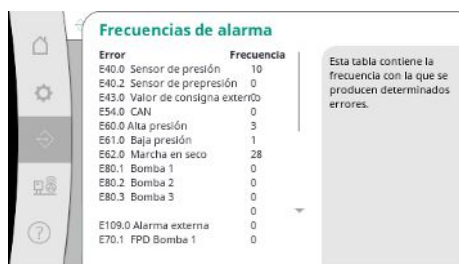 Frecuencias de alarma
Error Frecuencia
E40.0 Sensor de presión 10
E40.2 Sensor de prepresión 0
E43.0 Valor de consigna extern0
E54.0 CAN 0
E60.0 Alta presión 3
E61.0 Baja presión 1
E62.0 Marcha en seco 28
E80.1 Bomba 1 0
E80.2 Bomba 2 0
E80.3 Bomba 3 0
0
E109.0 Alarma externa 0
E70.1 FPD Bomba 1 0
Esta tabla contiene la
frecuencia con la que se
producen determinados
errores.